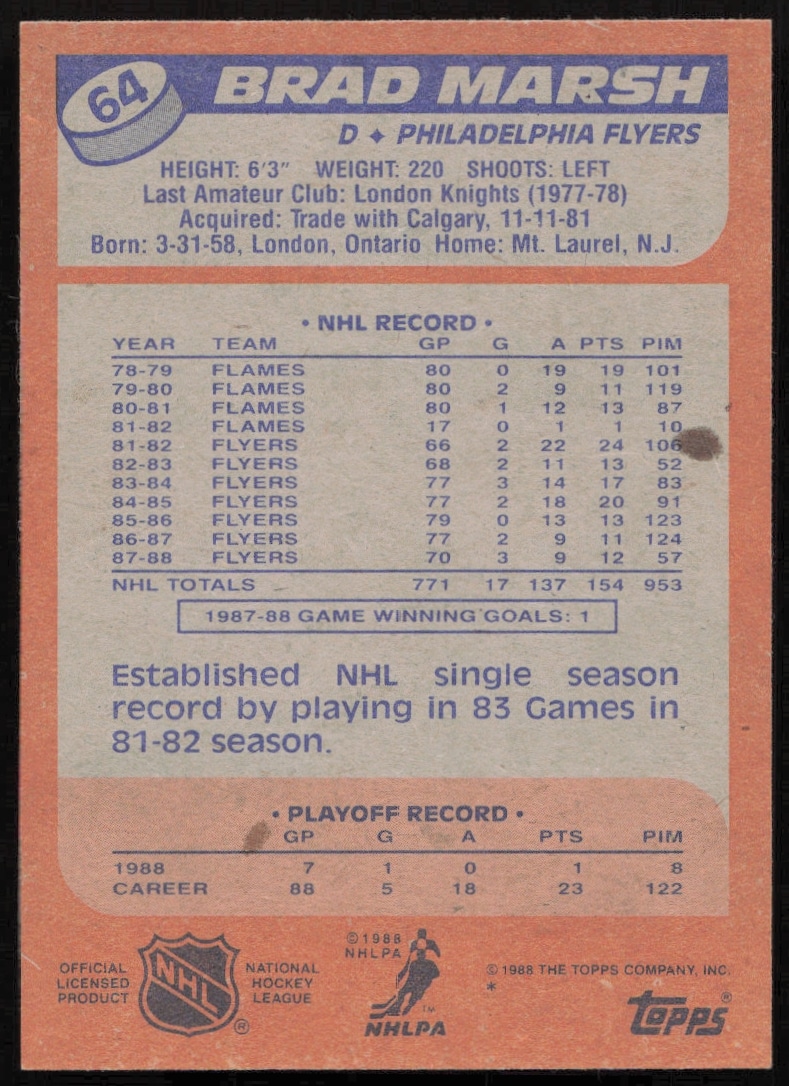 64
BRAD MARSH
D ✦ PHILADELPHIA FLYERS
HEIGHT: 6'3" WEIGHT: 220 SHOOTS: LEFT
Last Amateur Club: London Knights (1977-78)
Acquired: Trade with Calgary, 11-11-81
Born: 3-31-58, London, Ontario Home: Mt. Laurel, N.J.
• NHL RECORD •
YEAR TEAM GP G A PTS PIM
78-79 FLAMES 80 0 19 19 101
79-80 FLAMES 80 2 9 11 119
80-81 FLAMES 80 1 12 13 87
81-82 FLAMES 17 0 1 1 10
81-82 FLYERS 66 2 22 24 106
82-83 FLYERS 68 2 11 13 52
83-84 FLYERS 77 3 14 17 83
84-85 FLYERS 77 2 18 20 91
85-86 FLYERS 79 0 13 13 123
86-87 FLYERS 77 2 9 11 124
87-88 FLYERS 70 3 9 12 57
NHL TOTALS 771 17 137 154 953
1987-88 GAME WINNING GOALS: 1
Established NHL single season
record by playing in 83 Games in
81-82 season.
• PLAYOFF RECORD •
GP G A PTS PIM
1988 7 1 0 1 8
CAREER 88 5 18 23 122
OFFICIAL
LICENSED
PRODUCT
NHL
®
NATIONAL
HOCKEY
LEAGUE
© 1988
NHLPA
TM
NHLPA
© 1988 THE TOPPS COMPANY, INC.
*
topps®